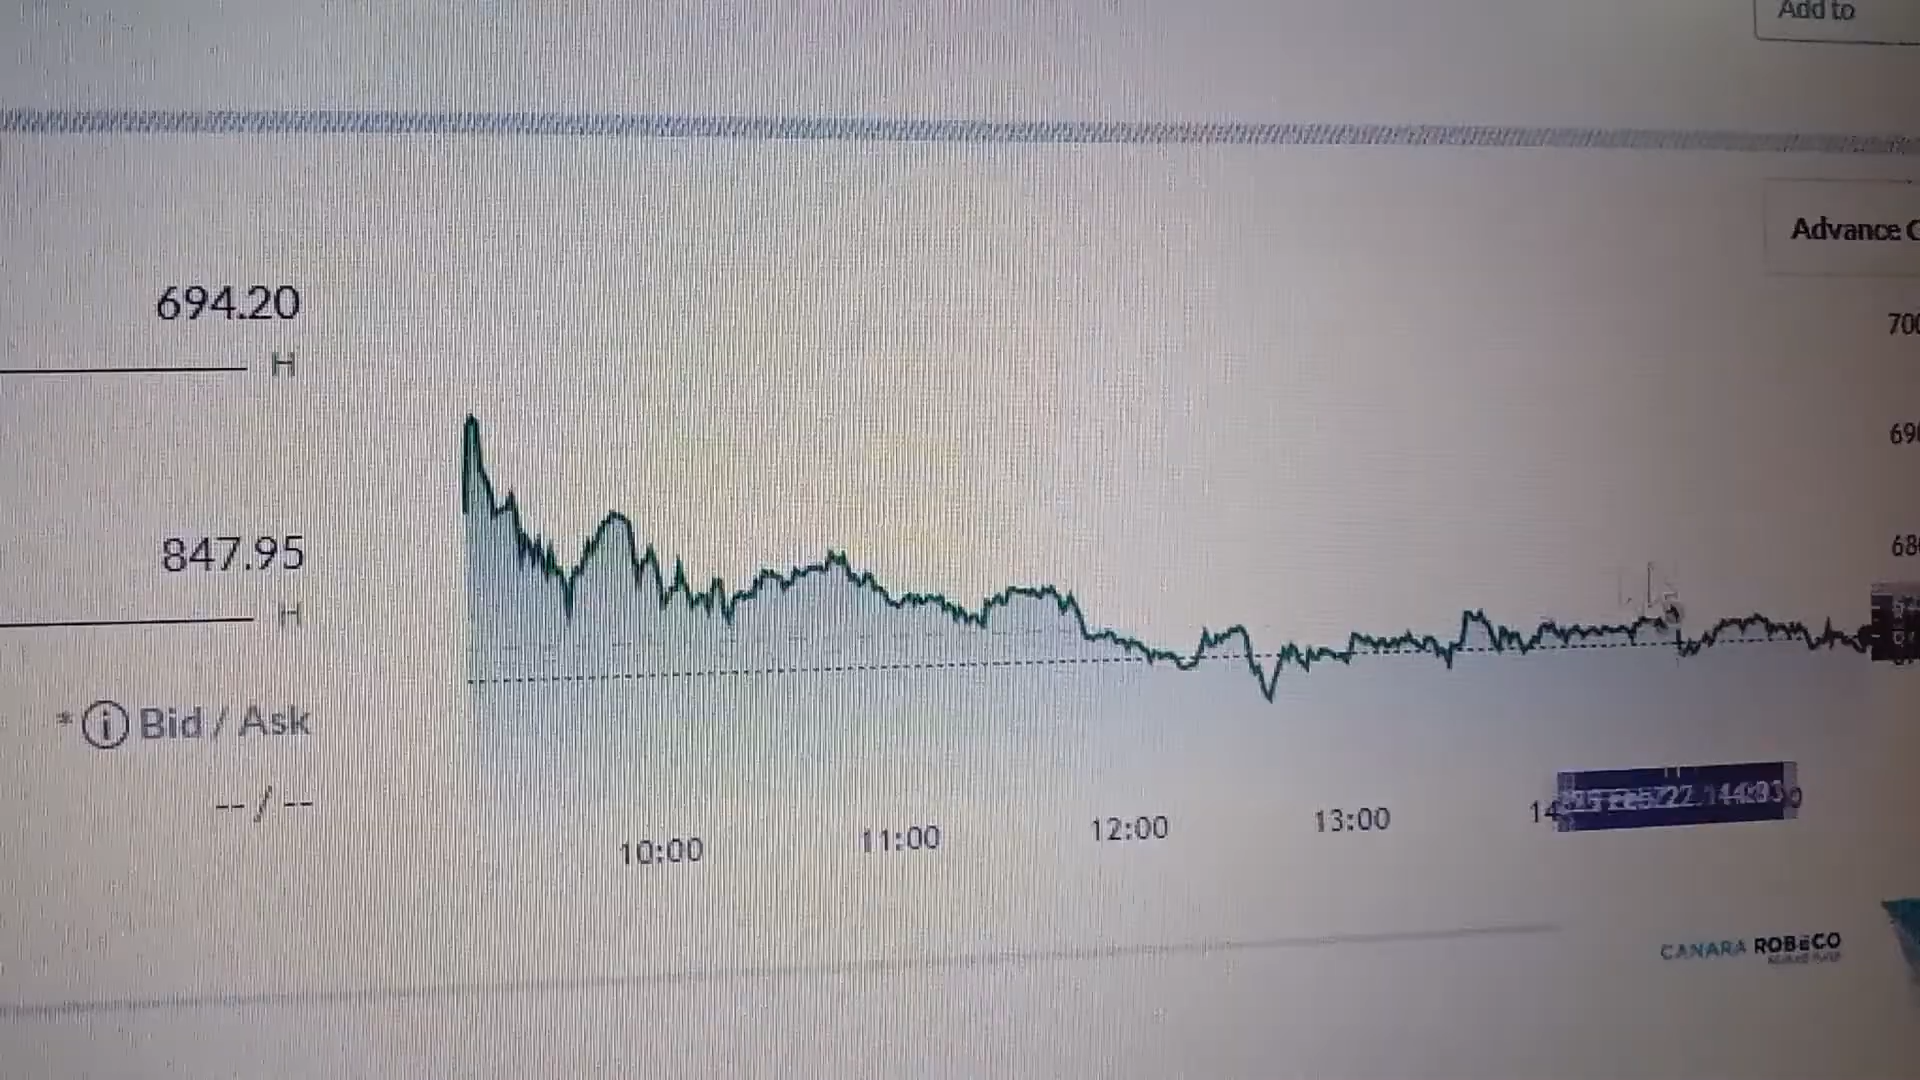 Add to
Advance
694.20
H
847.95
H
* i Bid / Ask
-- / --
10:00
11:00
12:00
13:00
CANARA ROBECO